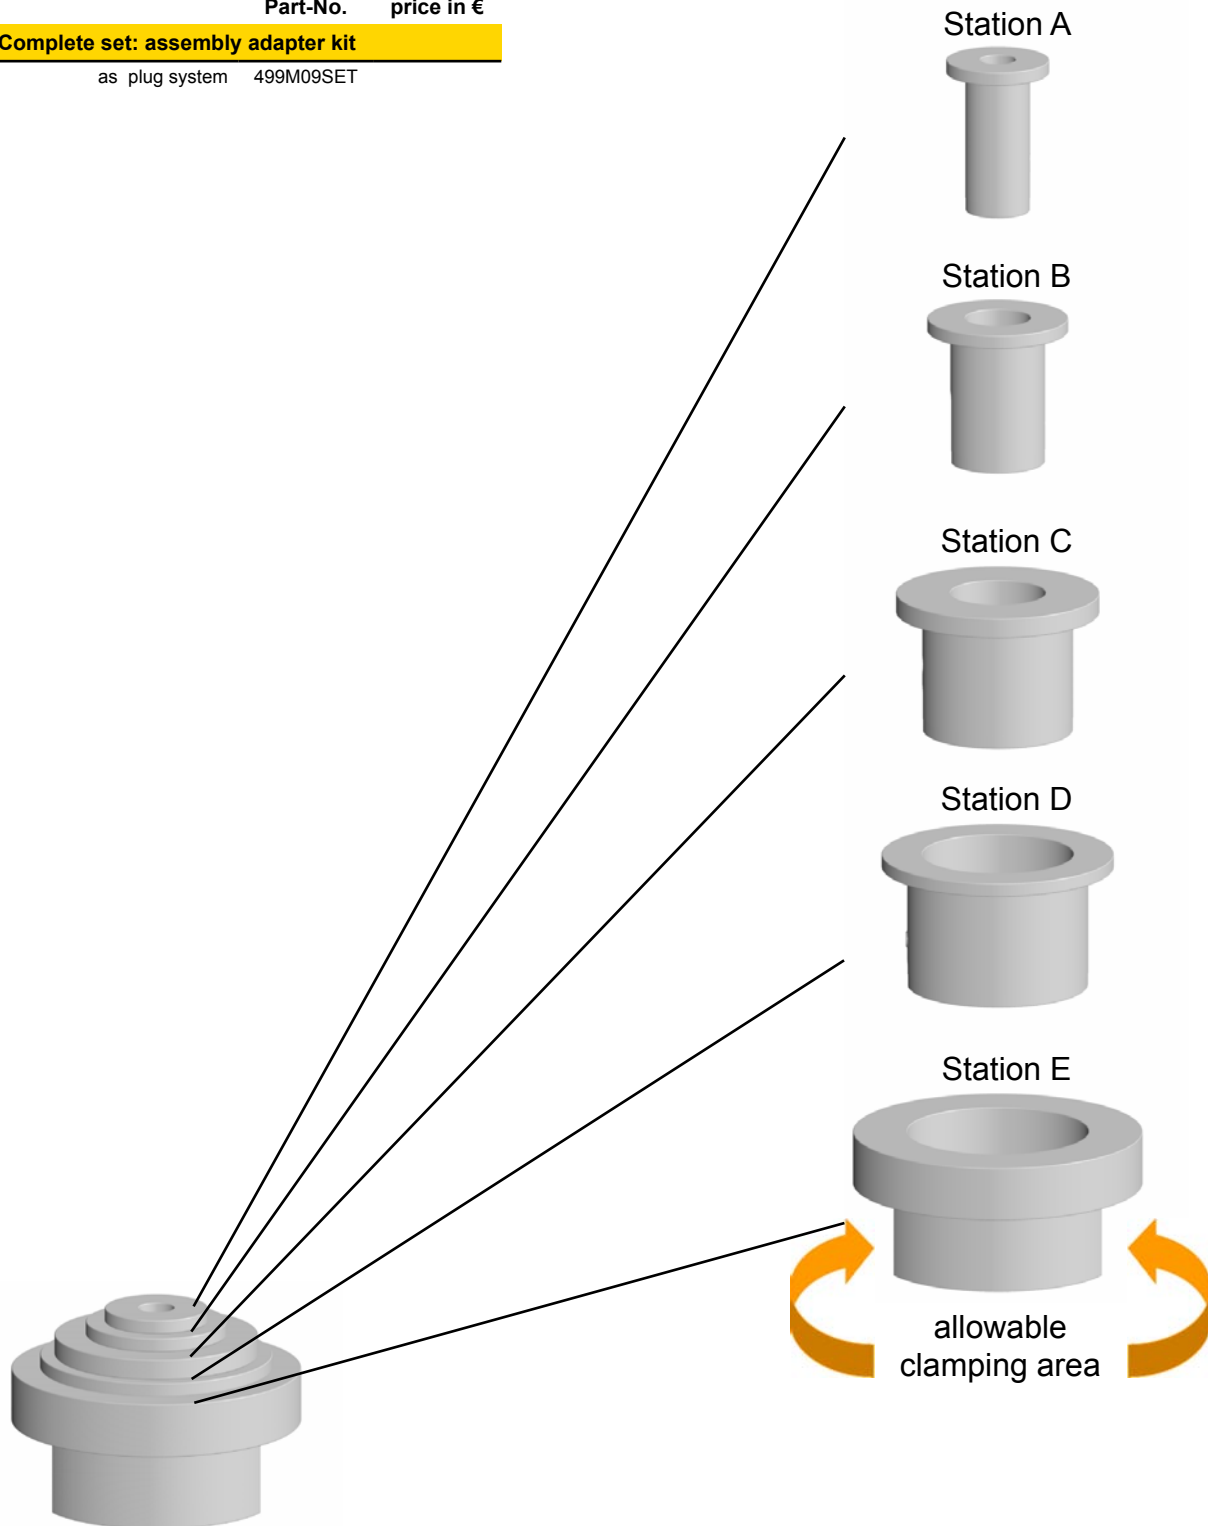 Part-No. price in €
Complete set: assembly adapter kit
as plug system 499M09SET
Station A
Station B
Station C
Station D
Station E
allowable
clamping area